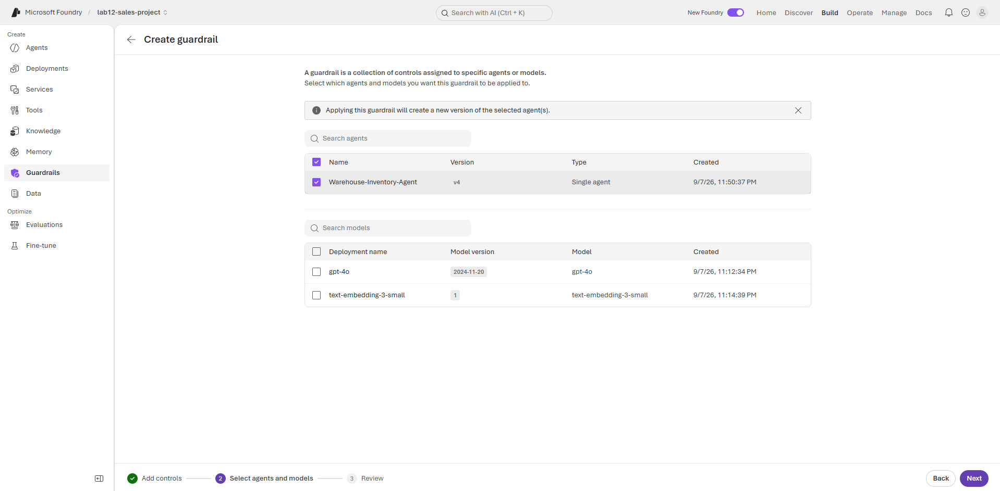 Microsoft Foundry / lab12-sales-project
Search with AI (Ctrl + K)
New Foundry Home Discover Build Operate Manage Docs
Create
Agents
Deployments
Services
Tools
Knowledge
Memory
Guardrails
Data
Optimize
Evaluations
Fine-tune
Create guardrail
A guardrail is a collection of controls assigned to specific agents or models.
Select which agents and models you want this guardrail to be applied to.
Applying this guardrail will create a new version of the selected agent(s).
Search agents
Name Version Type Created
Warehouse-Inventory-Agent v4 Single agent 9/7/26, 11:50:37 PM
Search models
Deployment name Model version Model Created
gpt-4o 2024-11-20 gpt-4o 9/7/26, 11:12:34 PM
text-embedding-3-small 1 text-embedding-3-small 9/7/26, 11:14:39 PM
Add controls 2 Select agents and models 3 Review
Back Next